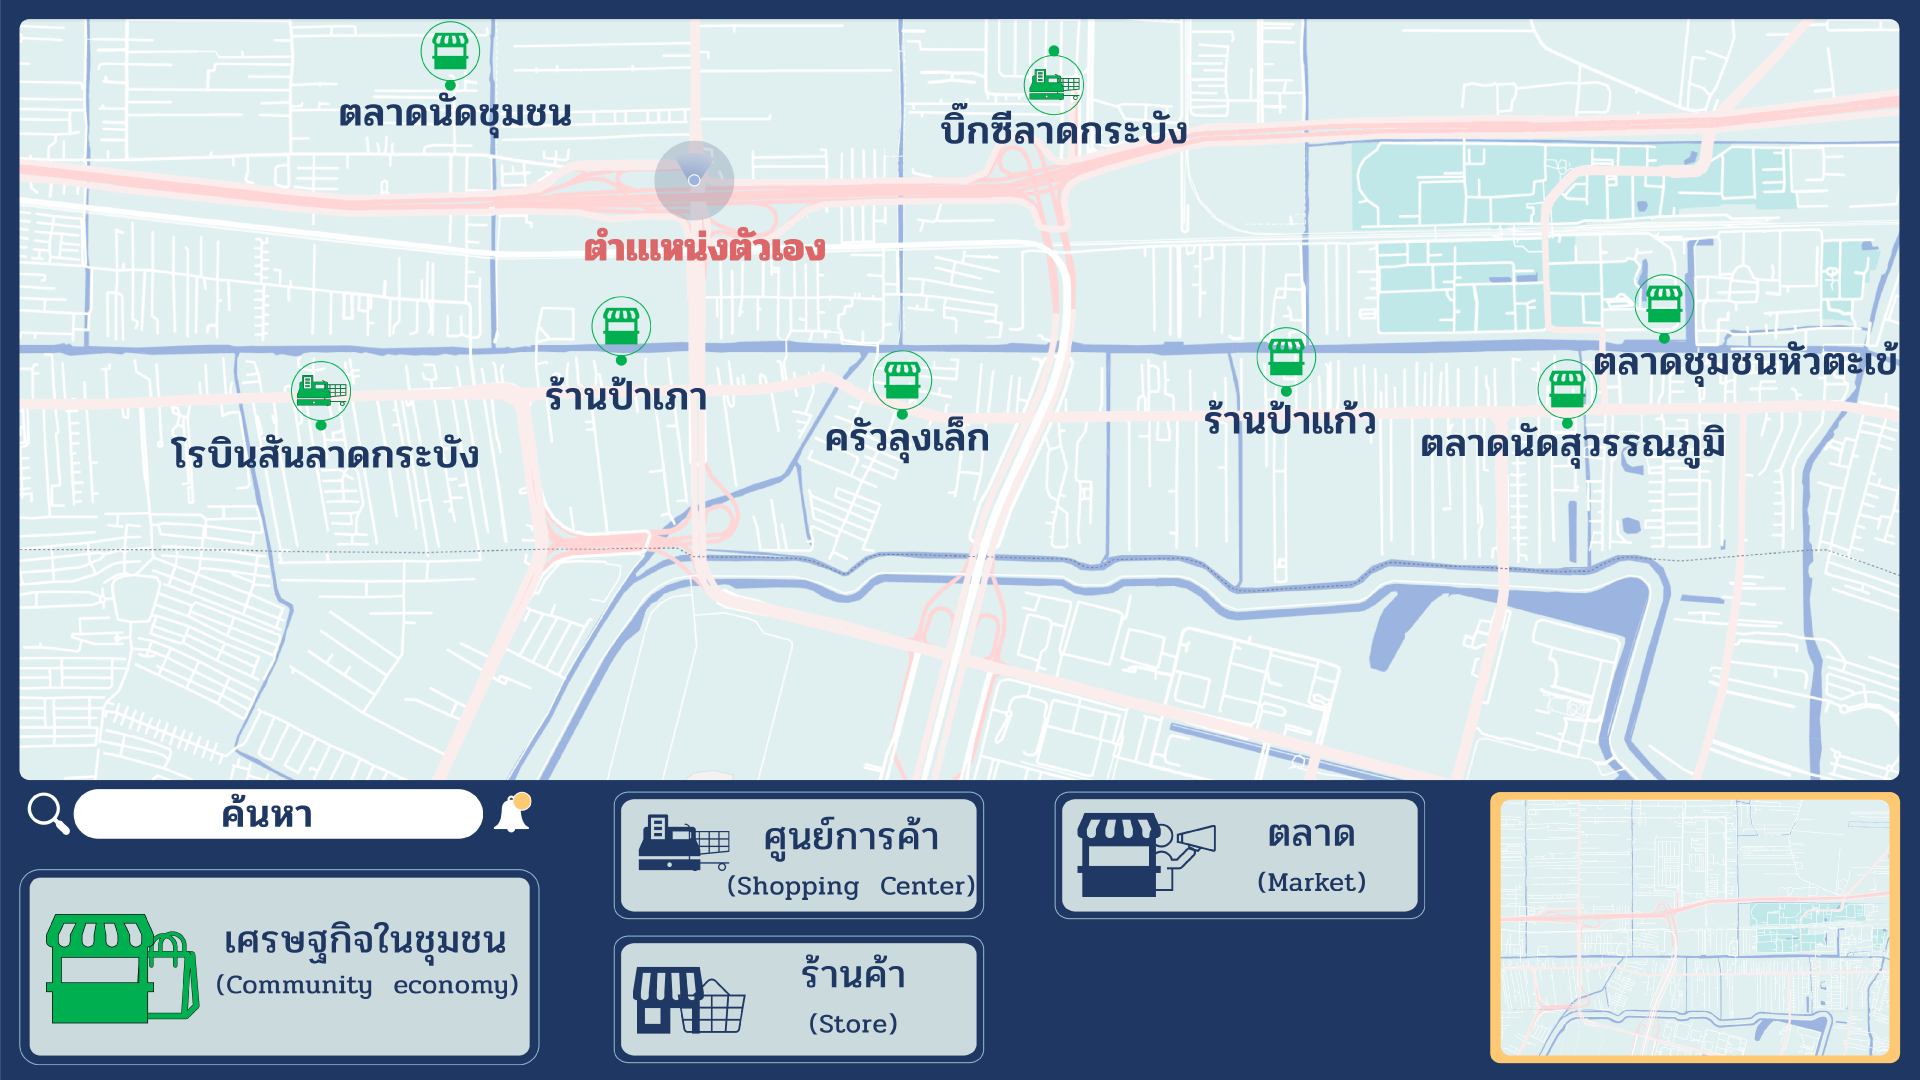 ตลาดนัดชุมชน
บิ๊กซีลาดกระบัง
ตำแหน่งตัวเอง
ตลาดชุมชนหัวตะเข้
ร้านป้าเภา
ครัวลุงเล็ก
ร้านป้าแก้ว
ตลาดนัดสุวรรณภูมิ
โรบินสันลาดกระบัง
ค้นหา
ศูนย์การค้า
(Shopping Center)
ตลาด
(Market)
เศรษฐกิจในชุมชน
(Community economy)
ร้านค้า
(Store)